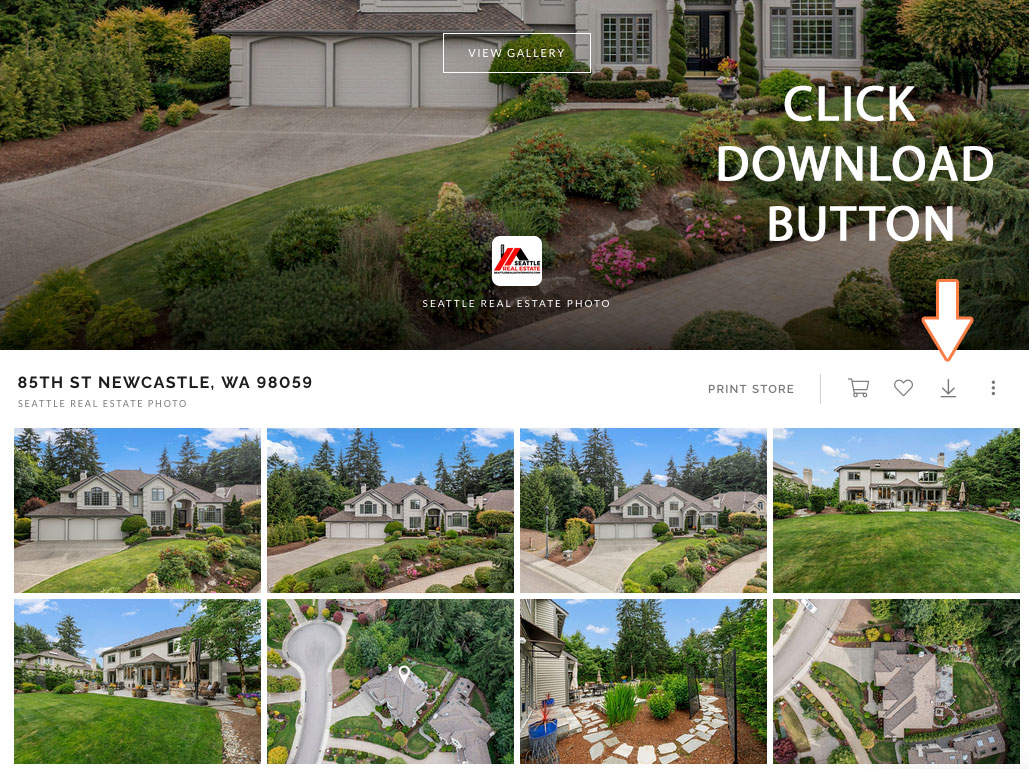 VIEW GALLERY
CLICK
DOWNLOAD
BUTTON
SEATTLE
REAL ESTATE
SEATTLE REAL ESTATE PHOTO
85TH ST NEWCASTLE, WA 98059
SEATTLE REAL ESTATE PHOTO
PRINT STORE